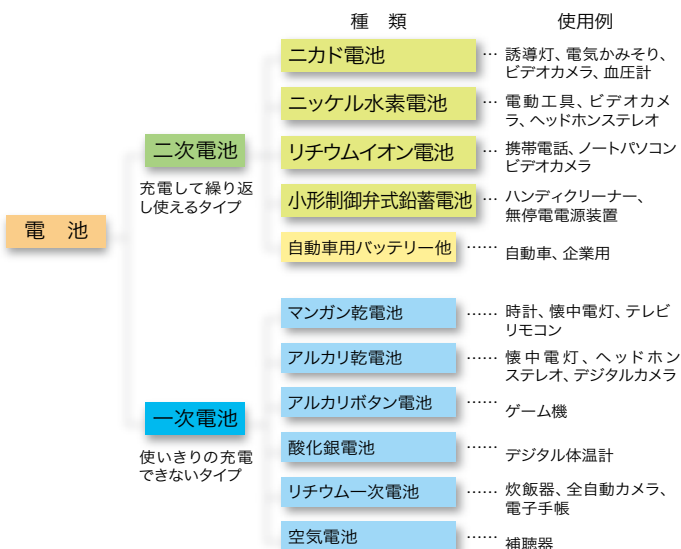 種　類　使用例
ニカド電池 … 誘導灯、電気かみそり、
ビデオカメラ、血圧計
ニッケル水素電池 … 電動工具、ビデオカメ
ラ、ヘッドホンステレオ
二次電池
充電して繰り返
し使えるタイプ
リチウムイオン電池 … 携帯電話、ノートパソコン
ビデオカメラ
小形制御弁式鉛蓄電池 … ハンディクリーナー、
無停電電源装置
電　池
自動車用バッテリー他 …… 自動車、企業用
マンガン乾電池 …… 時計、懐中電灯、テレビ
リモコン
アルカリ乾電池 …… 懐中電灯、ヘッドホン
ステレオ、デジタルカメラ
アルカリボタン電池 …… ゲーム機
一次電池
使いきりの充電
できないタイプ
酸化銀電池 …… デジタル体温計
リチウム一次電池 …… 炊飯器、全自動カメラ、
電子手帳
空気電池 …… 補聴器